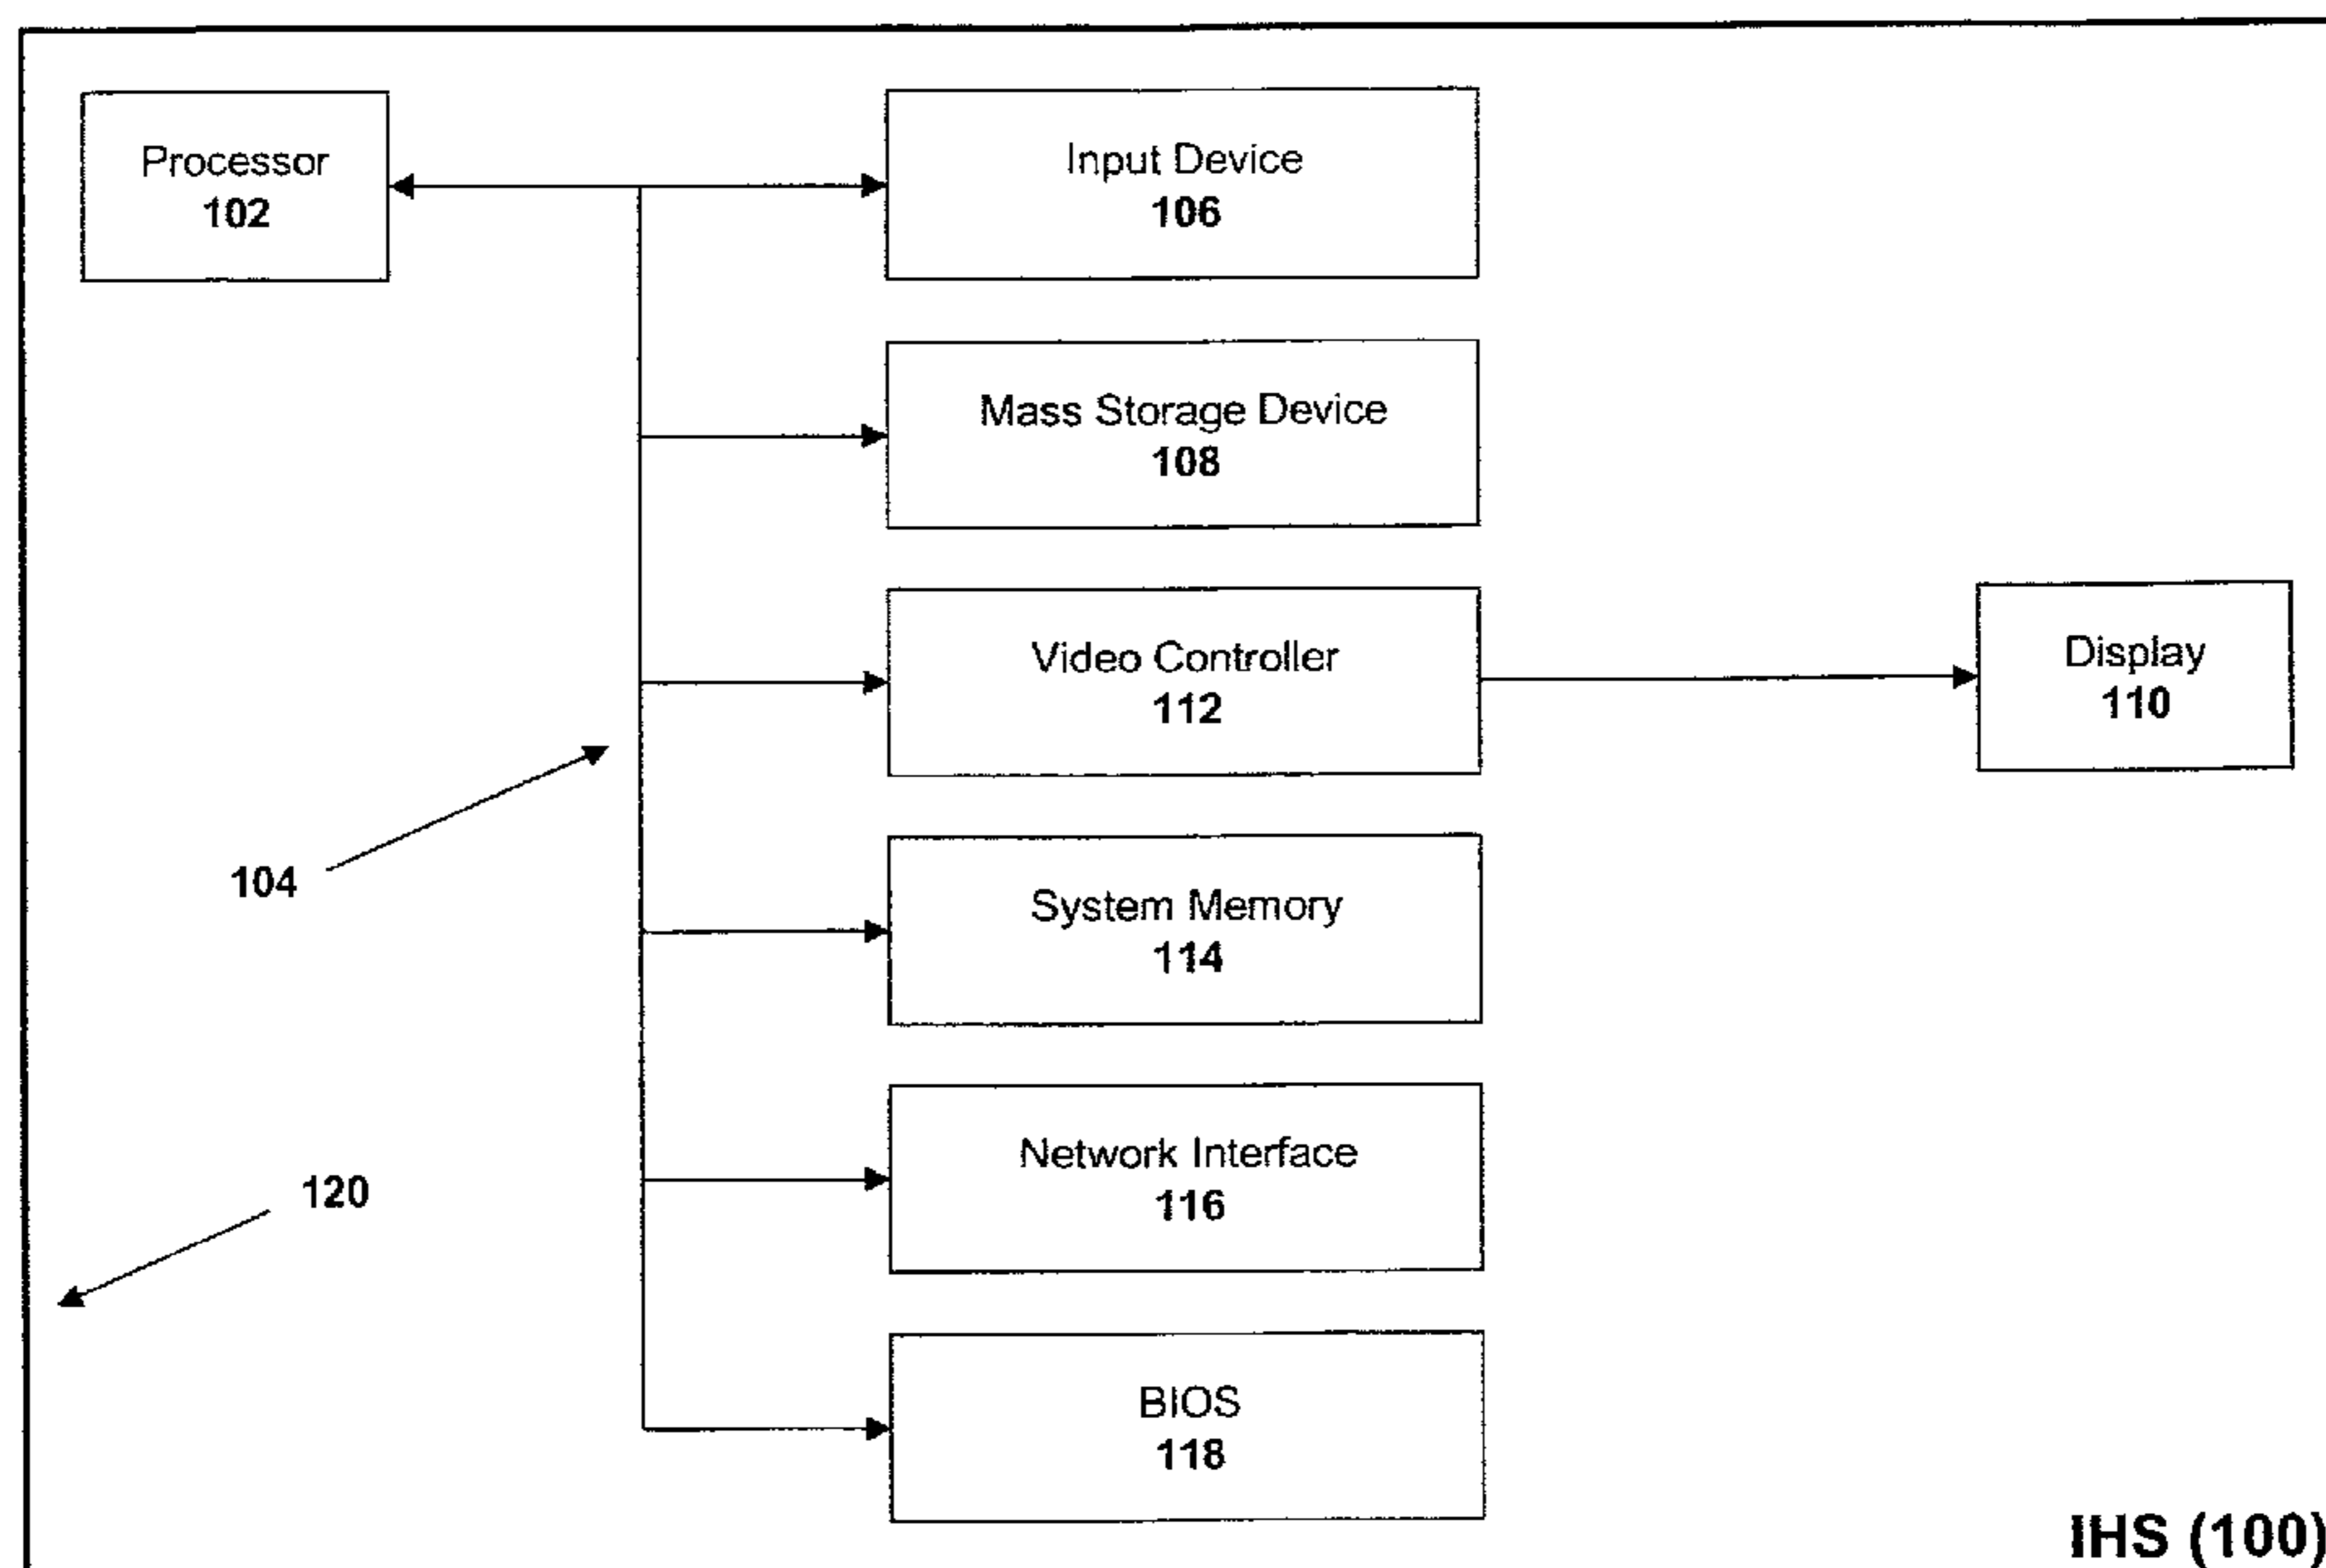 Processor
102
Input Device
106
Mass Storage Device
108
Video Controller
112
Display
110
104
System Memory
114
Network Interface
116
120
BIOS
118
IHS (100)